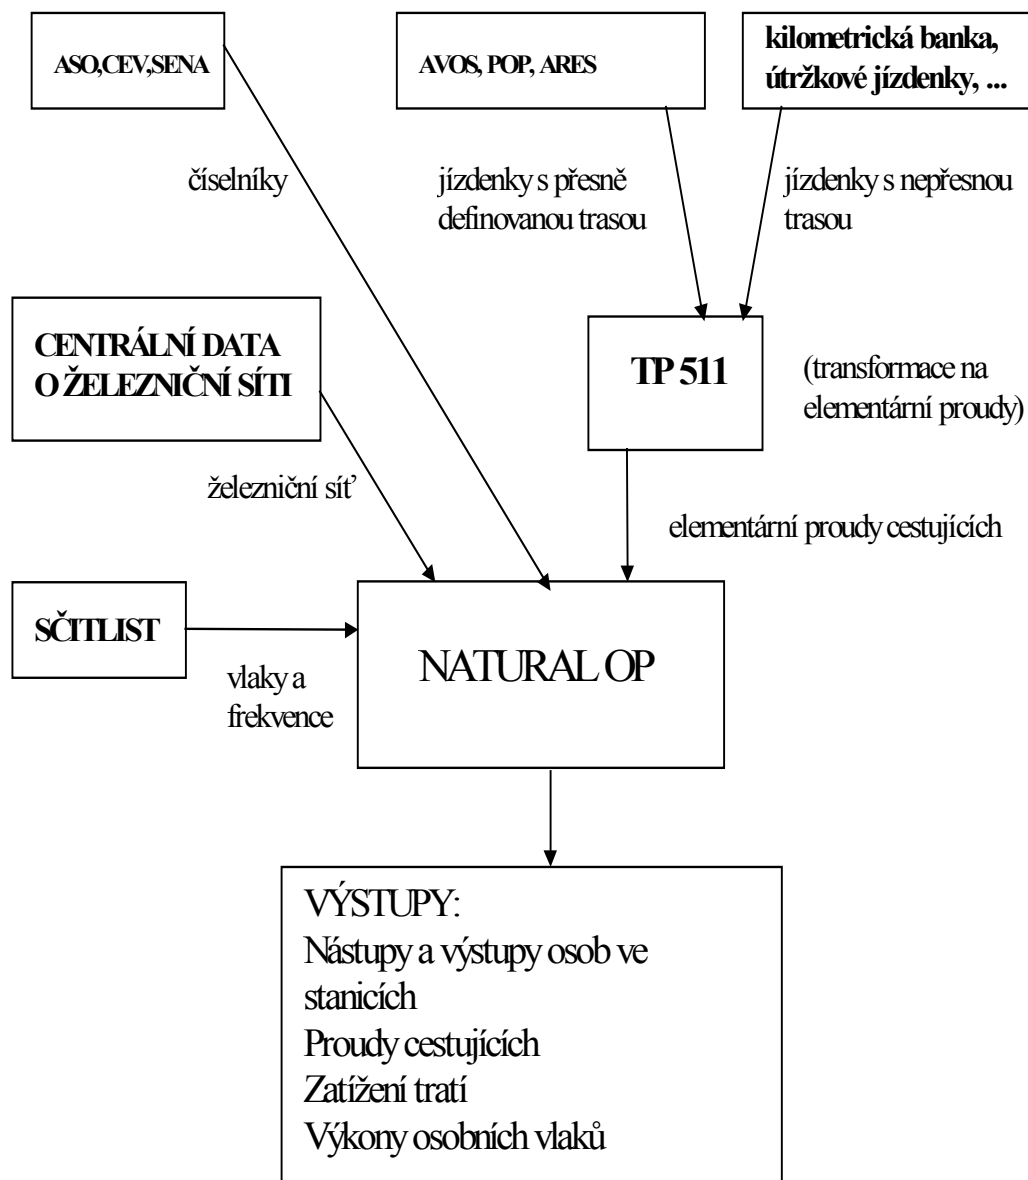 ASO,CEV,SENA
AVOS, POP, ARES
kilometrická banka,
útržkové jízdenky, ...
číselníky
jízdenky s přesně
definovanou trasou
jízdenky s nepřesnou
trasou
CENTRÁLNÍ DATA
O ŽELEZNIČNÍ SÍTI
TP 511
(transformace na
elementární proudy)
železniční síť
elementární proudy cestujících
SČITLIST
vlaky a
frekvence
NATURAL OP
VÝSTUPY:
Nástupy a výstupy osob ve
stanicích
Proudy cestujících
Zatížení tratí
Výkony osobních vlaků